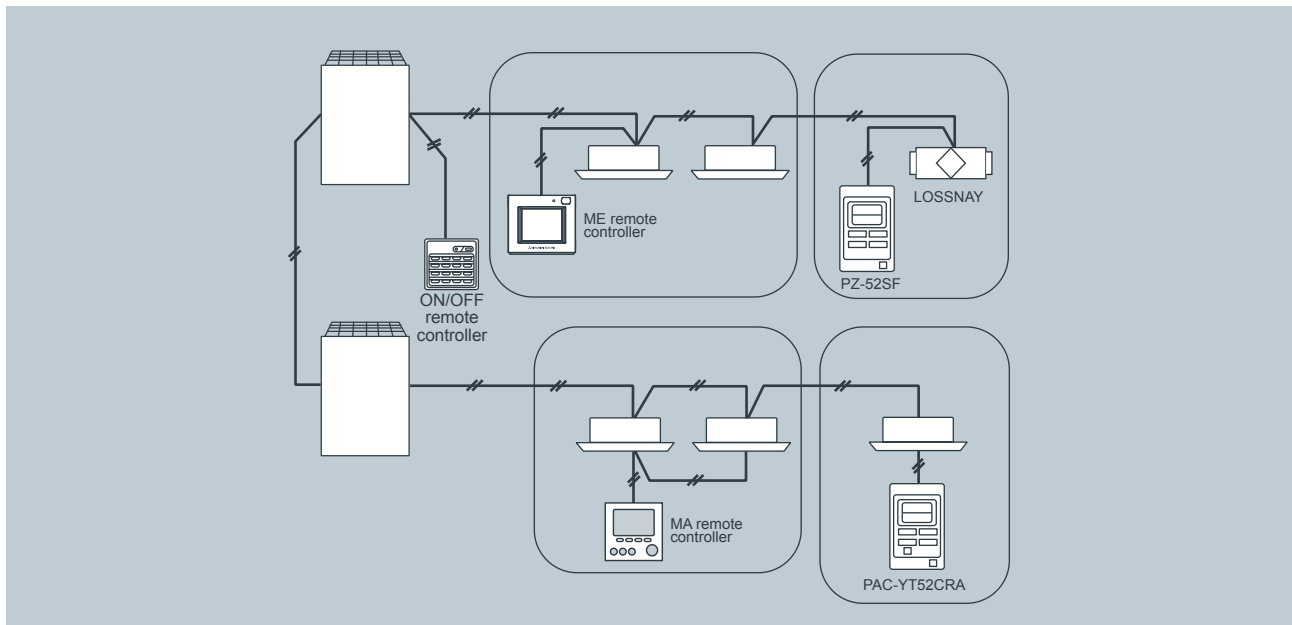 ME remote
controller
LOSSNAY
PZ-52SF
ON/OFF
remote
controller
MA remote
controller
PAC-YT52CRA